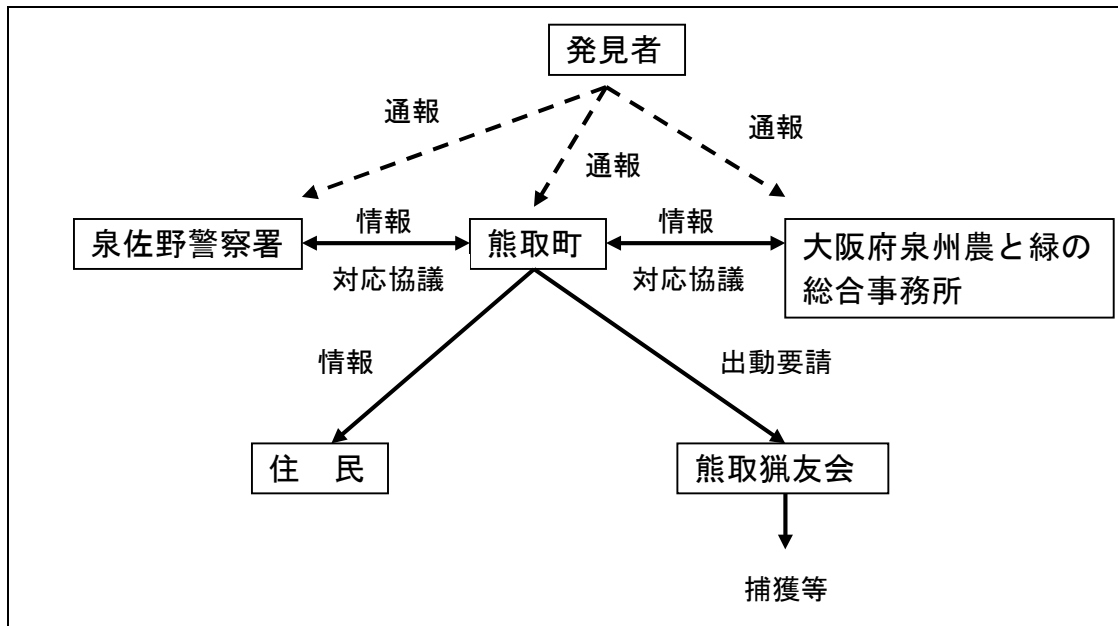 発見者
通報
通報
通報
泉佐野警察署
情報
対応協議
熊取町
情報
対応協議
大阪府泉州農と緑の
総合事務所
情報
出動要請
住　民
熊取猟友会
捕獲等